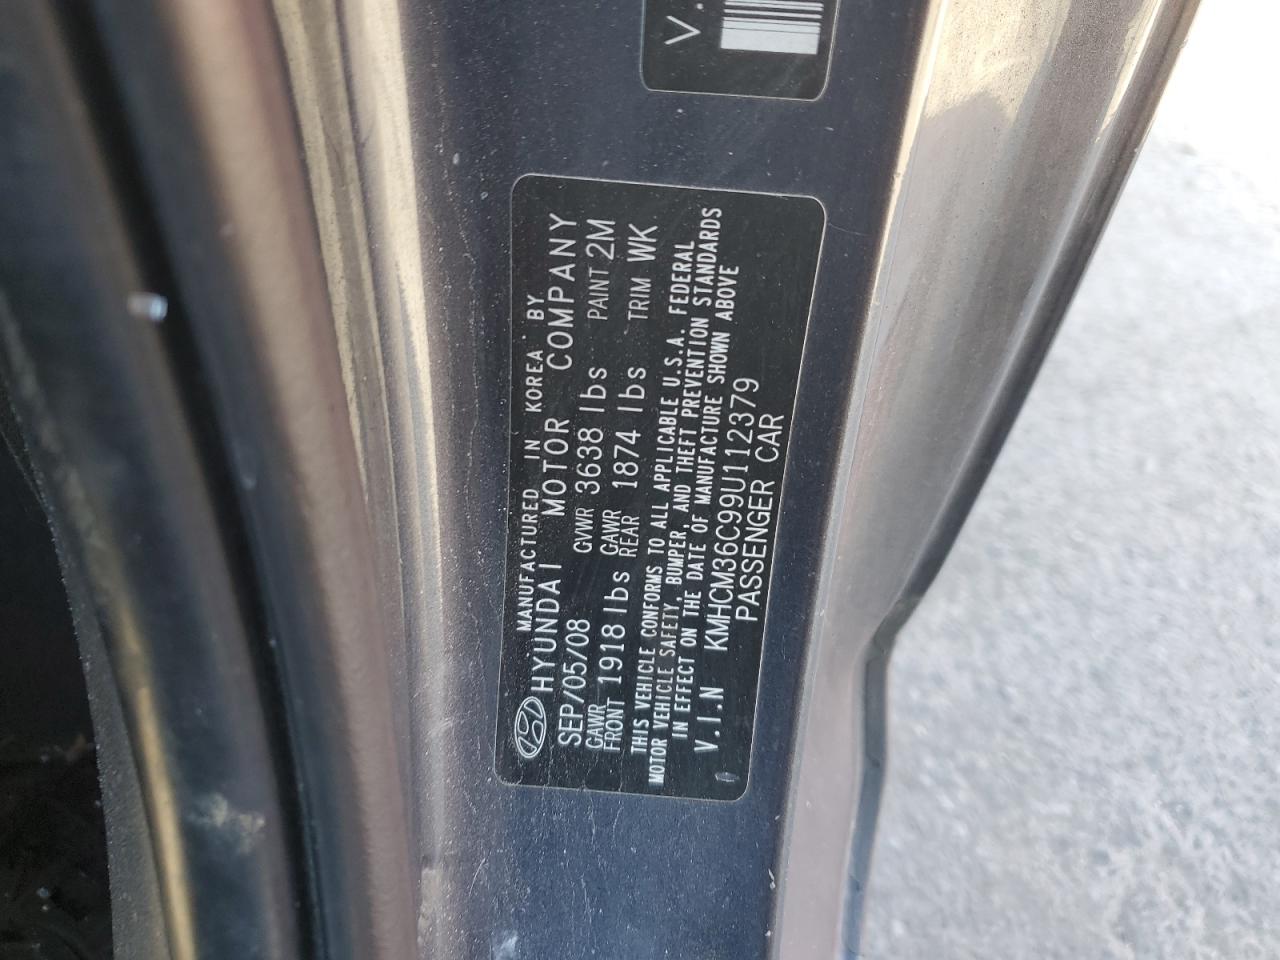 MANUFACTURED IN KOREA BY
HYUNDAI MOTOR COMPANY
SEP/05/08 GVWR 3638 lbs PAINT 2M
GAWR FRONT 1918 lbs GAWR REAR 1874 lbs TRIM WK
THIS VEHICLE CONFORMS TO ALL APPLICABLE U.S.A. FEDERAL
MOTOR VEHICLE SAFETY, BUMPER, AND THEFT PREVENTION STANDARDS
IN EFFECT ON THE DATE OF MANUFACTURE SHOWN ABOVE
V.I.N KMHCM36C99U112379
PASSENGER CAR
V.